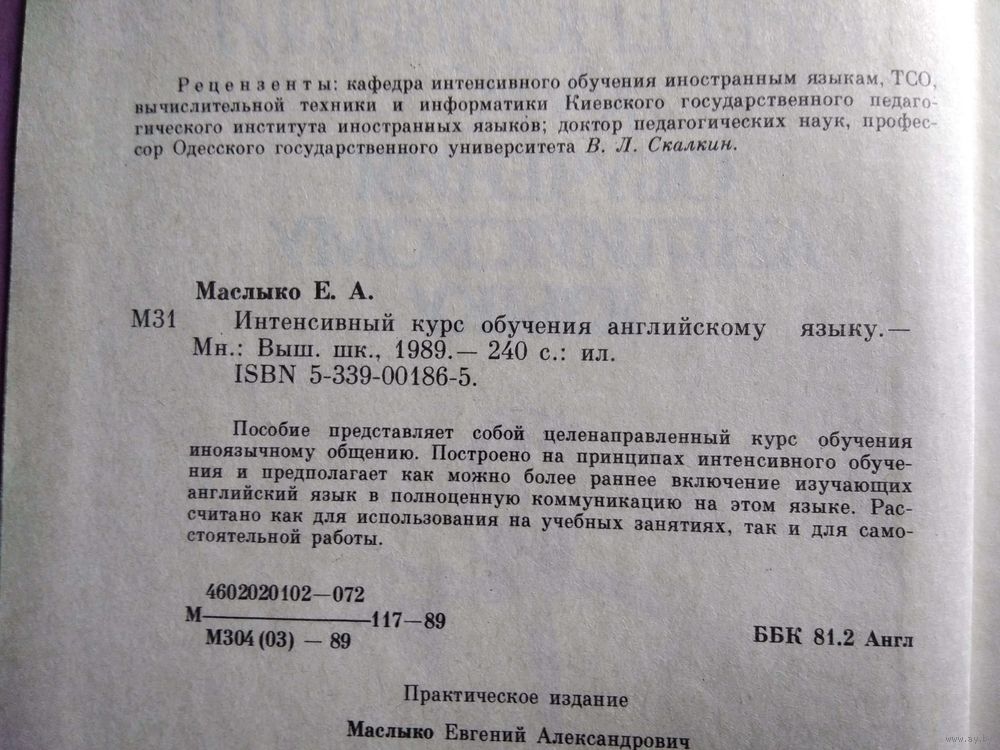 Рецензенты: кафедра интенсивного обучения иностранным языкам, ТСО,
вычислительной техники и информатики Киевского государственного педаго-
гического института иностранных языков; доктор педагогических наук, профес-
сор Одесского государственного университета В. Л. Скалкин.
Маслыко Е. А.
М31 Интенсивный курс обучения английскому языку.—
Мн.: Выш. шк., 1989.— 240 с.: ил.
ISBN 5-339-00186-5.
Пособие представляет собой целенаправленный курс обучения
иноязычному общению. Построено на принципах интенсивного обуче-
ния и предполагает как можно более раннее включение изучающих
английский язык в полноценную коммуникацию на этом языке. Рас-
считано как для использования на учебных занятиях, так и для само-
стоятельной работы.
4602020102—072
М————117—89
М304(03) — 89
ББК 81.2 Англ
Практическое издание
Маслыко Евгений Александрович